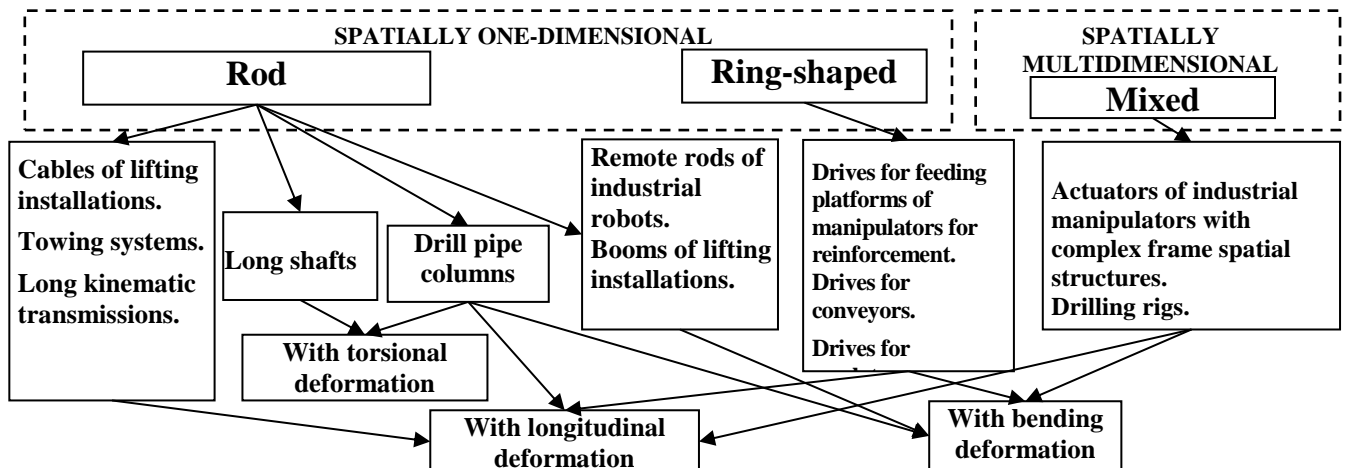 SPATIALLY ONE-DIMENSIONAL
Rod
Ring-shaped
SPATIALLY
MULTIDIMENSIONAL
Mixed
Cables of lifting
installations.
Towing systems.
Long kinematic
transmissions.
Long shafts
Drill pipe
columns
Remote rods of
industrial
robots.
Booms of lifting
installations.
Drives for feeding
platforms of
manipulators for
reinforcement.
Drives for
conveyors.
Drives for
Actuators of industrial
manipulators with
complex frame spatial
structures.
Drilling rigs.
With torsional
deformation
With longitudinal
deformation
With bending
deformation